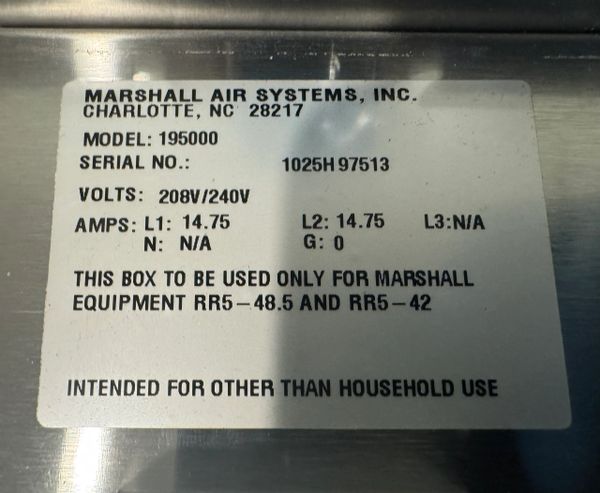 MARSHALL AIR SYSTEMS, INC.
CHARLOTTE, NC 28217
MODEL: 195000
SERIAL NO.: 1025H97513
VOLTS: 208V/240V
AMPS: L1: 14.75 L2: 14.75 L3:N/A
N: N/A G: 0
THIS BOX TO BE USED ONLY FOR MARSHALL
EQUIPMENT RR5-48.5 AND RR5-42
INTENDED FOR OTHER THAN HOUSEHOLD USE